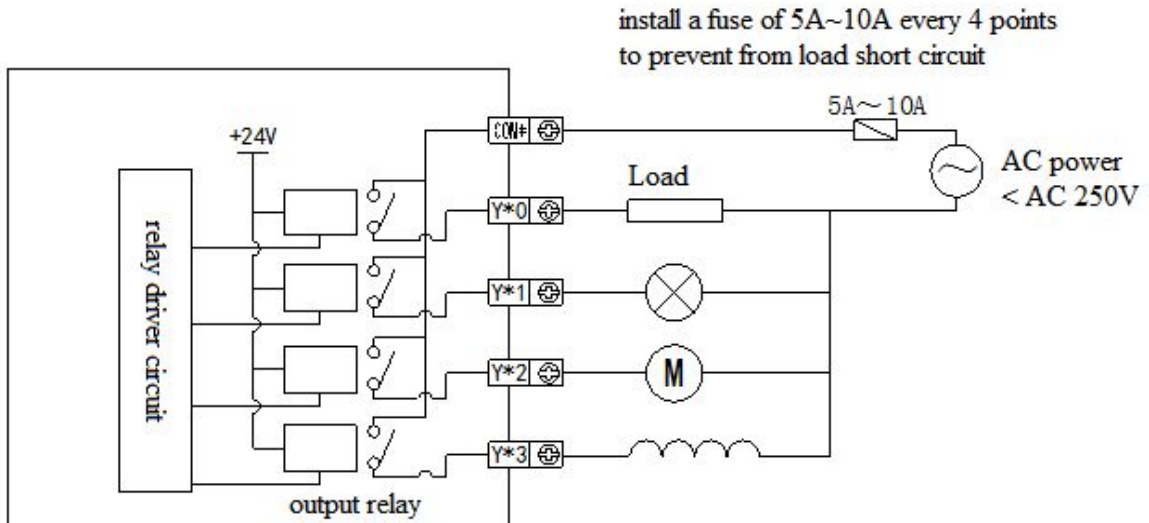 install a fuse of 5A~10A every 4 points
to prevent from load short circuit
5A～10A
+24V
COM*
AC power
< AC 250V
Load
Y*0
relay driver circuit
Y*1
M
Y*2
Y*3
output relay